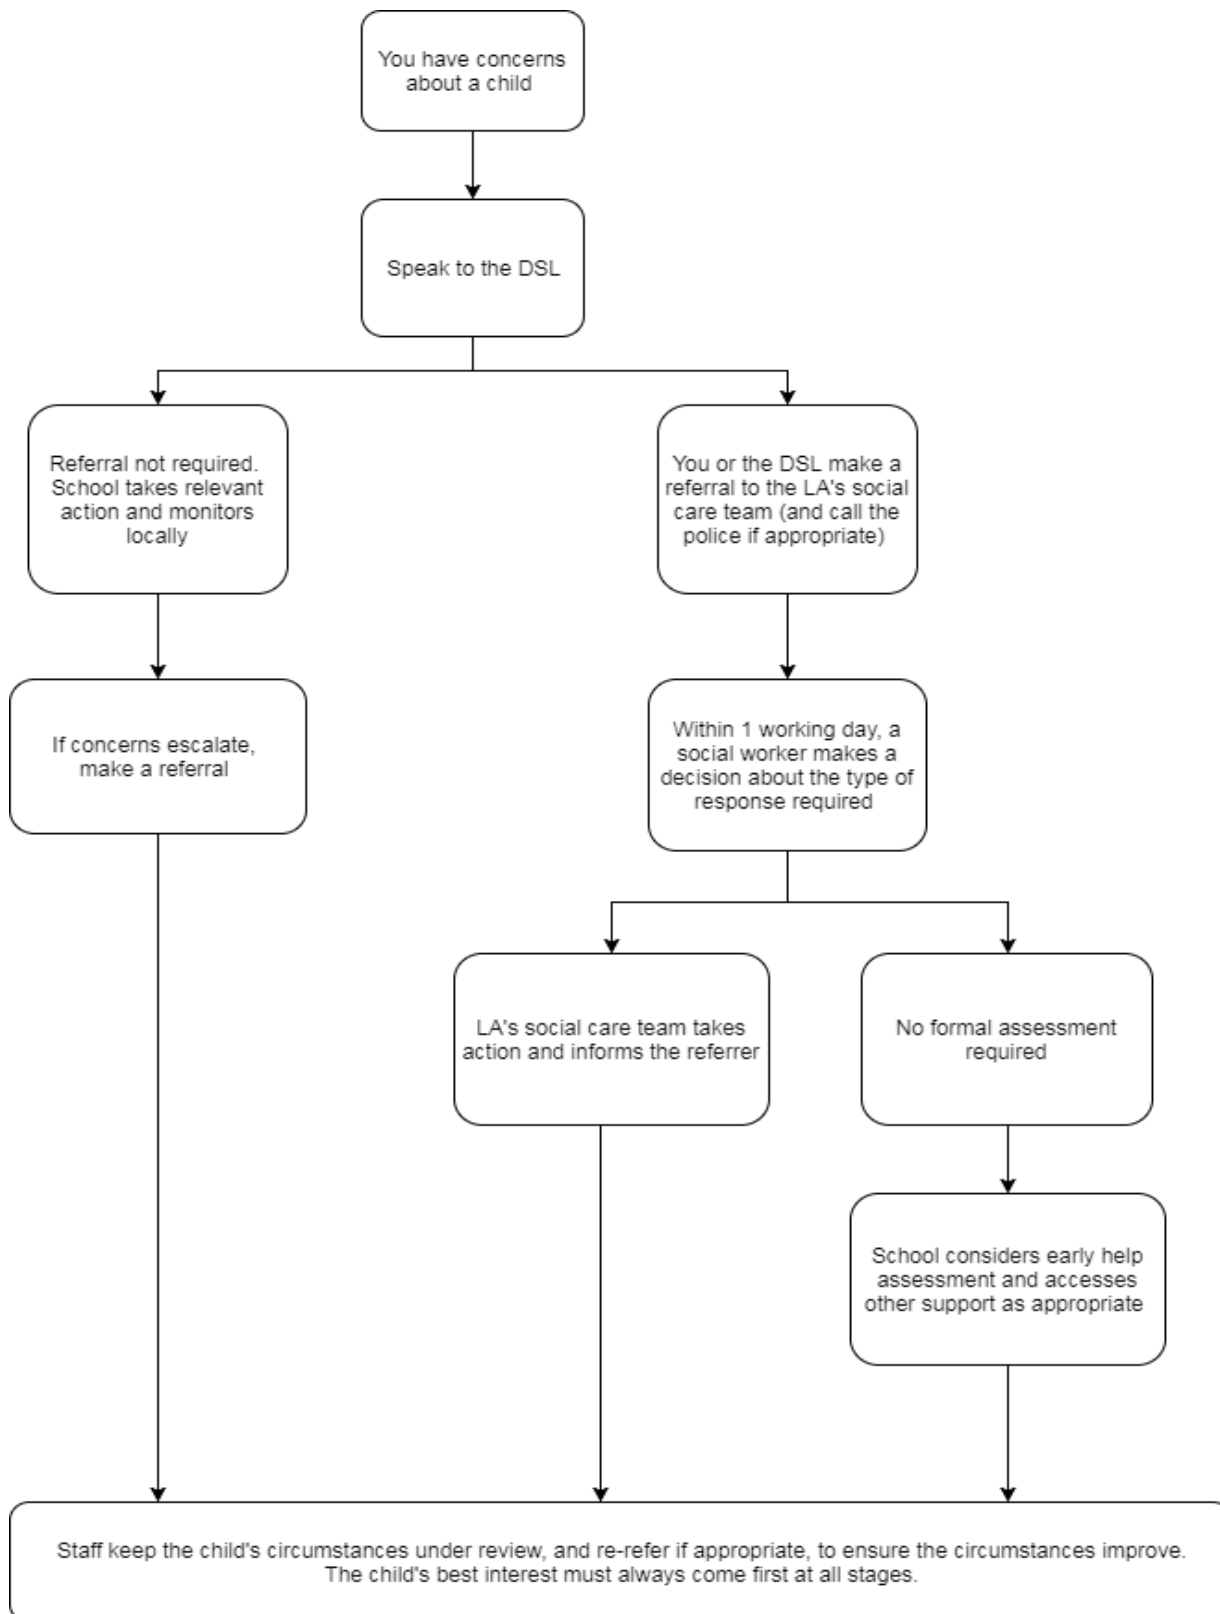 You have concerns
about a child
Speak to the DSL
Referral not required.
School takes relevant
action and monitors
locally
You or the DSL make a
referral to the LA's social
care team (and call the
police if appropriate)
If concerns escalate,
make a referral
Within 1 working day, a
social worker makes a
decision about the type of
response required
LA's social care team takes
action and informs the referrer
No formal assessment
required
School considers early help
assessment and accesses
other support as appropriate
Staff keep the child's circumstances under review, and re-refer if appropriate, to ensure the circumstances improve.
The child's best interest must always come first at all stages.